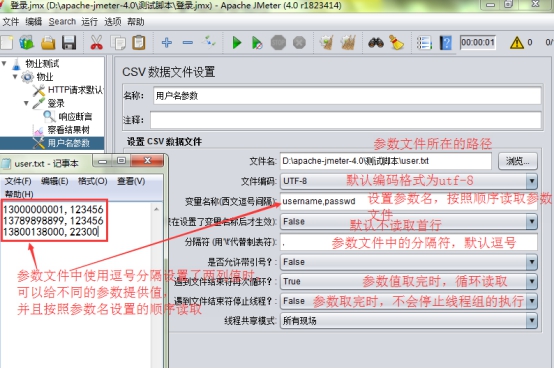 登录.jmx (D:\apache-jmeter-4.0\测试脚本\登录.jmx) - Apache JMeter (4.0 r1823414)
文件 编辑 Search 运行 选项 帮助
00:00:01 0 0/
物业测试
物业
HTTP请求默认
登录
响应断言
察看结果树
用户名参数
CSV 数据文件设置
名称: 用户名参数
注释:
设置 CSV 数据文件
参数文件所在的路径
文件名: D:\apache-jmeter-4.0\测试脚本\user.txt 浏览...
文件编码: UTF-8 默认编码格式为utf-8
变量名称(西文逗号间隔): username,passwd 设置参数名，按照顺序读取参数文件
在设置了变量名后才生效): False 默认不读取首行
分隔符 (用'\t'代替制表符): , 参数文件中的分隔符，默认逗号
是否允许带引号?: False
遇到文件结束符再次循环?: True 参数值取完时，循环读取
遇到文件结束符停止线程?: False 参数取完时，不会停止线程组的执行
线程共享模式: 所有现场
user.txt - 记事本
文件(F) 编辑(E) 格式(O) 查看(V)
帮助(H)
13000000001, 123456
13789898899, 123456
13800138000, 22300
参数文件中使用逗号分隔设置了两列值时，
可以给不同的参数提供值，
并且按照参数名设置的顺序读取